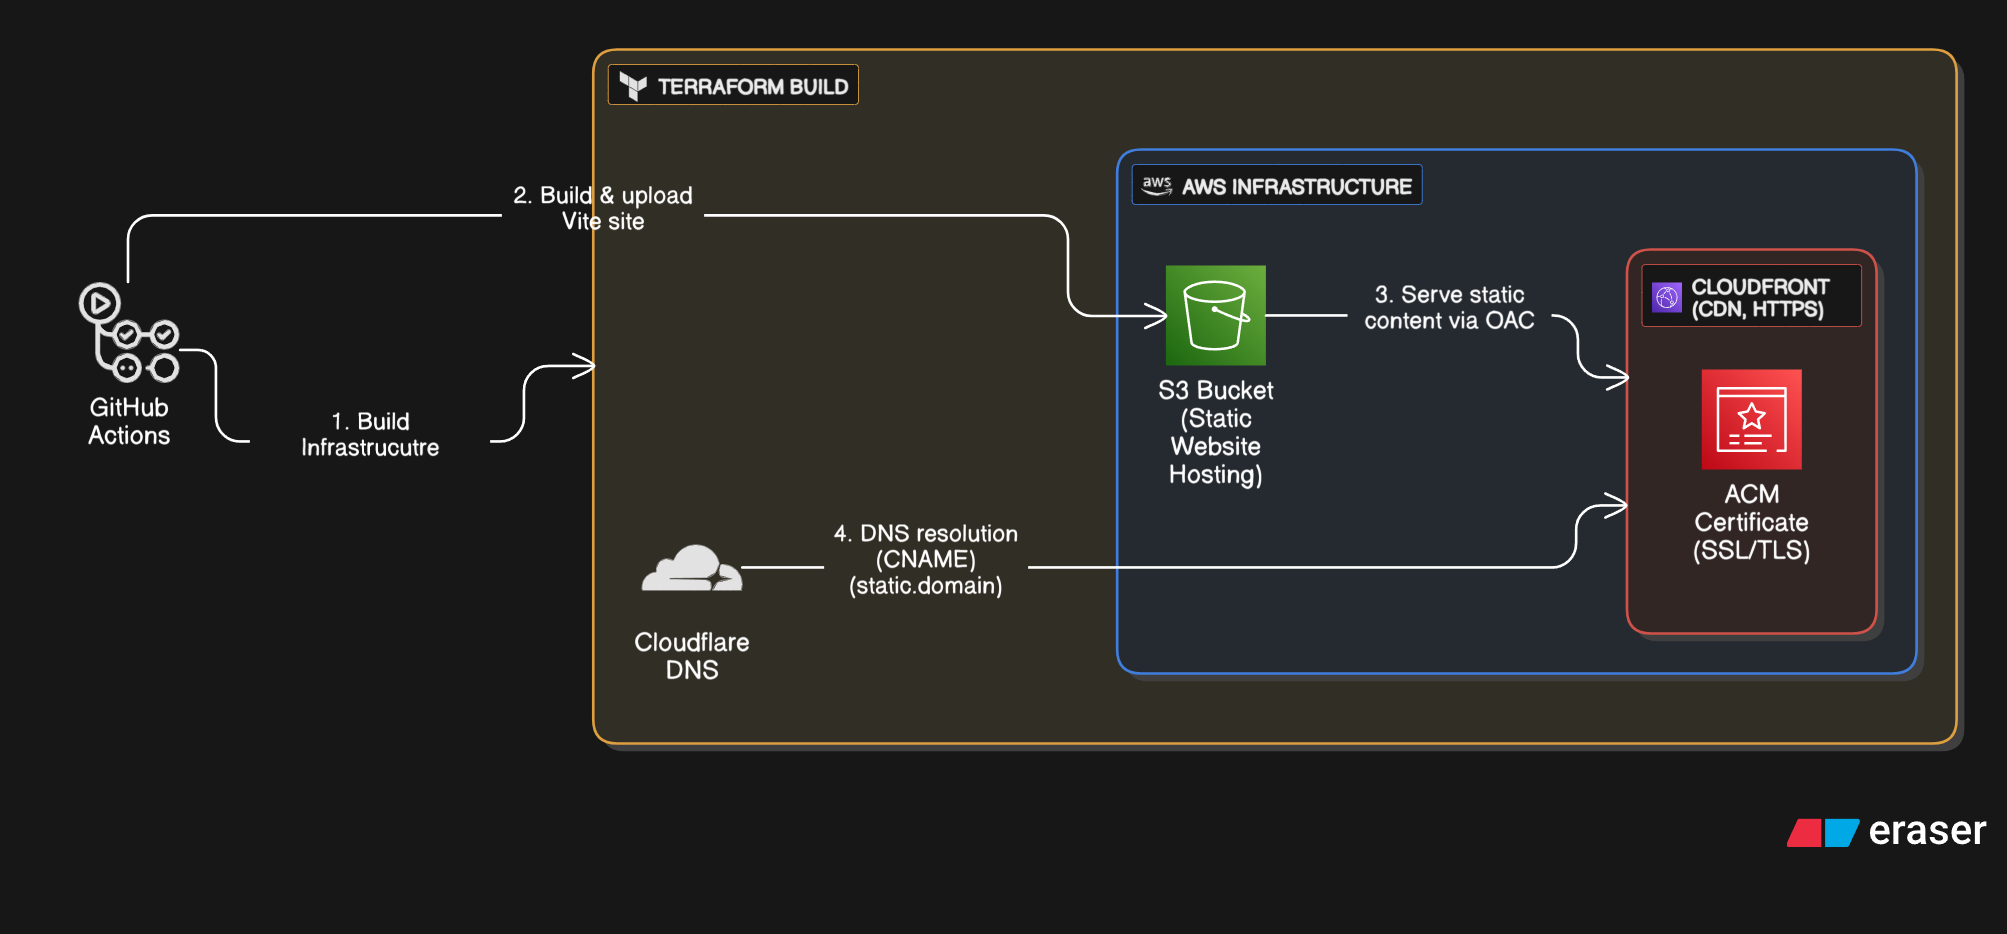 TERRAFORM BUILD
2. Build & upload
Vite site
aws
AWS INFRASTRUCTURE
3. Serve static
content via OAC
CLOUDFRONT
(CDN, HTTPS)
GitHub
Actions
1. Build
Infrastrucutre
S3 Bucket
(Static
Website
Hosting)
ACM
Certificate
(SSL/TLS)
4. DNS resolution
(CNAME)
(static.domain)
Cloudflare
DNS
eraser